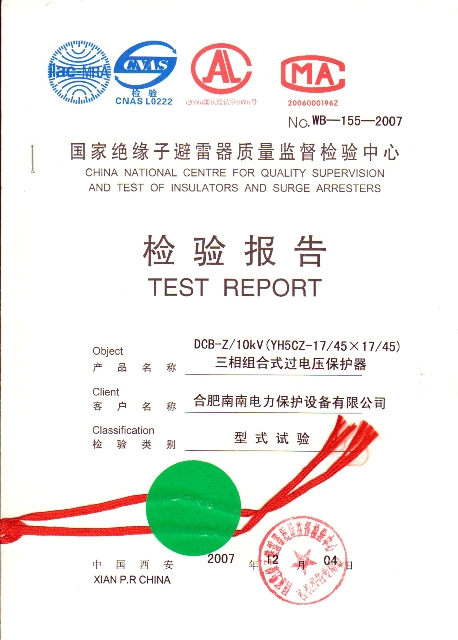 ilac-MRA
CNAS
检 验
CNAS L0222
AL
MA
2006000196Z
No.WB—155—2007
国家绝缘子避雷器质量监督检验中心
CHINA NATIONAL CENTRE FOR QUALITY SUPERVISION
AND TEST OF INSULATORS AND SURGE ARRESTERS
检验报告
TEST REPORT
Object
DCB-Z/10kV(YH5CZ-17/45×17/45)
产 品 名 称
三相组合式过电压保护器
Client
客 户 名 称
合肥南南电力保护设备有限公司
Classification
检 验 类 别
型式试验
中 国 西 安
2007 年 12 月 04 日
XIAN P.R CHINA